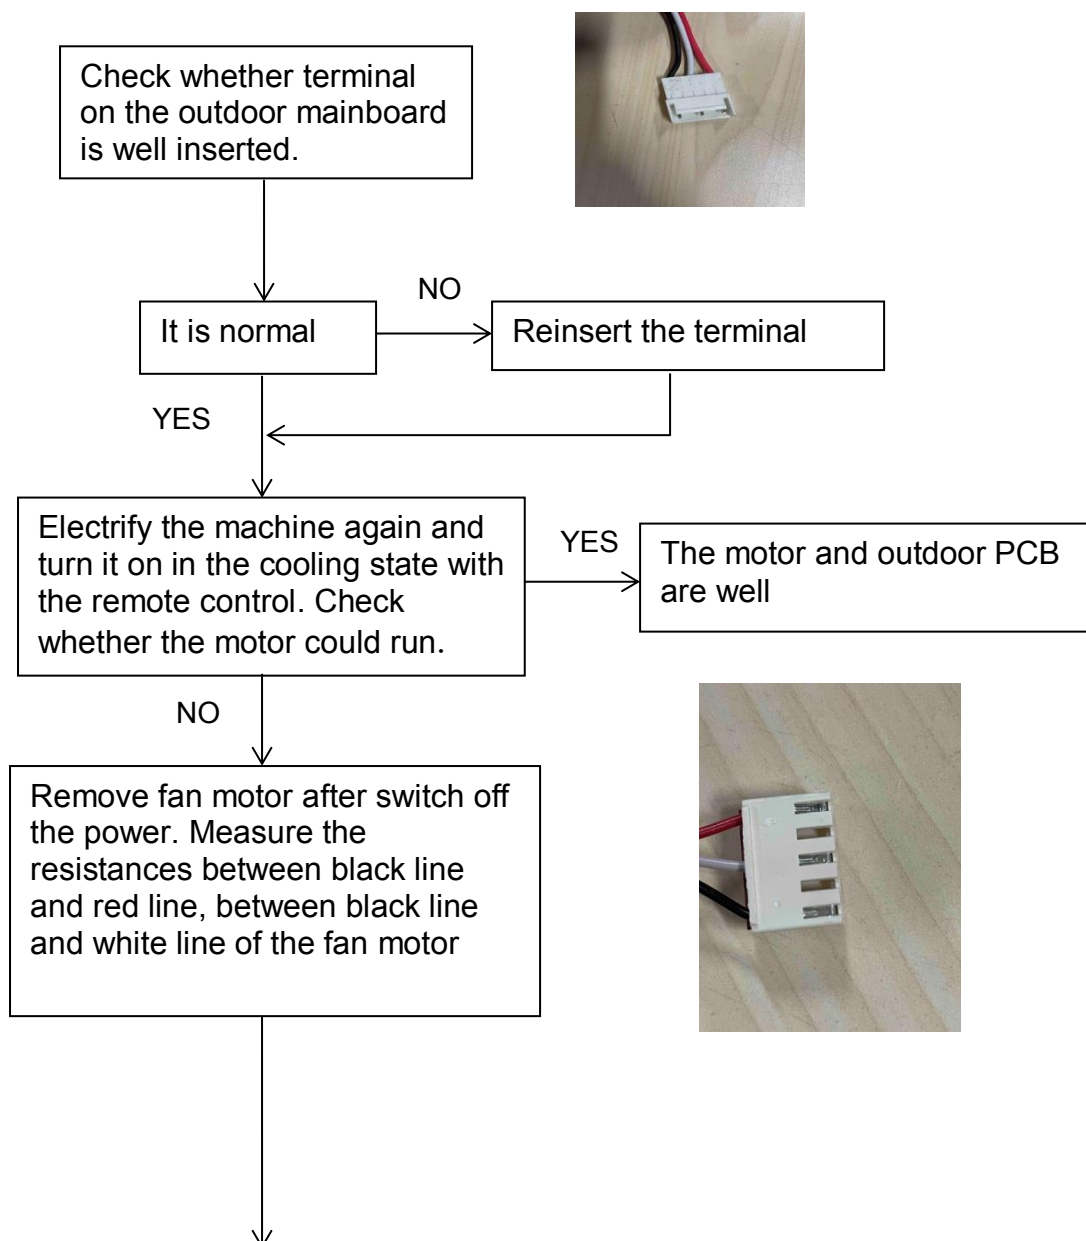 Check whether terminal
on the outdoor mainboard
is well inserted.
NO
It is normal
Reinsert the terminal
YES
Electrify the machine again and
turn it on in the cooling state with
the remote control. Check
whether the motor could run.
YES
The motor and outdoor PCB
are well
NO
Remove fan motor after switch off
the power. Measure the
resistances between black line
and red line, between black line
and white line of the fan motor